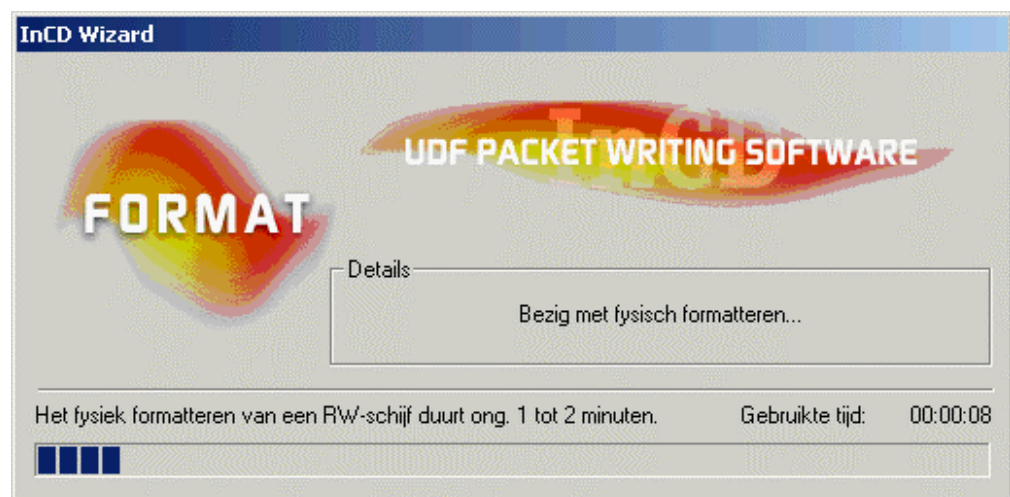 InCD Wizard
InCD
UDF PACKET WRITING SOFTWARE
FORMAT
Details
Bezig met fysisch formatteren...
Het fysiek formatteren van een RW-schijf duurt ong. 1 tot 2 minuten. Gebruikte tijd: 00:00:08